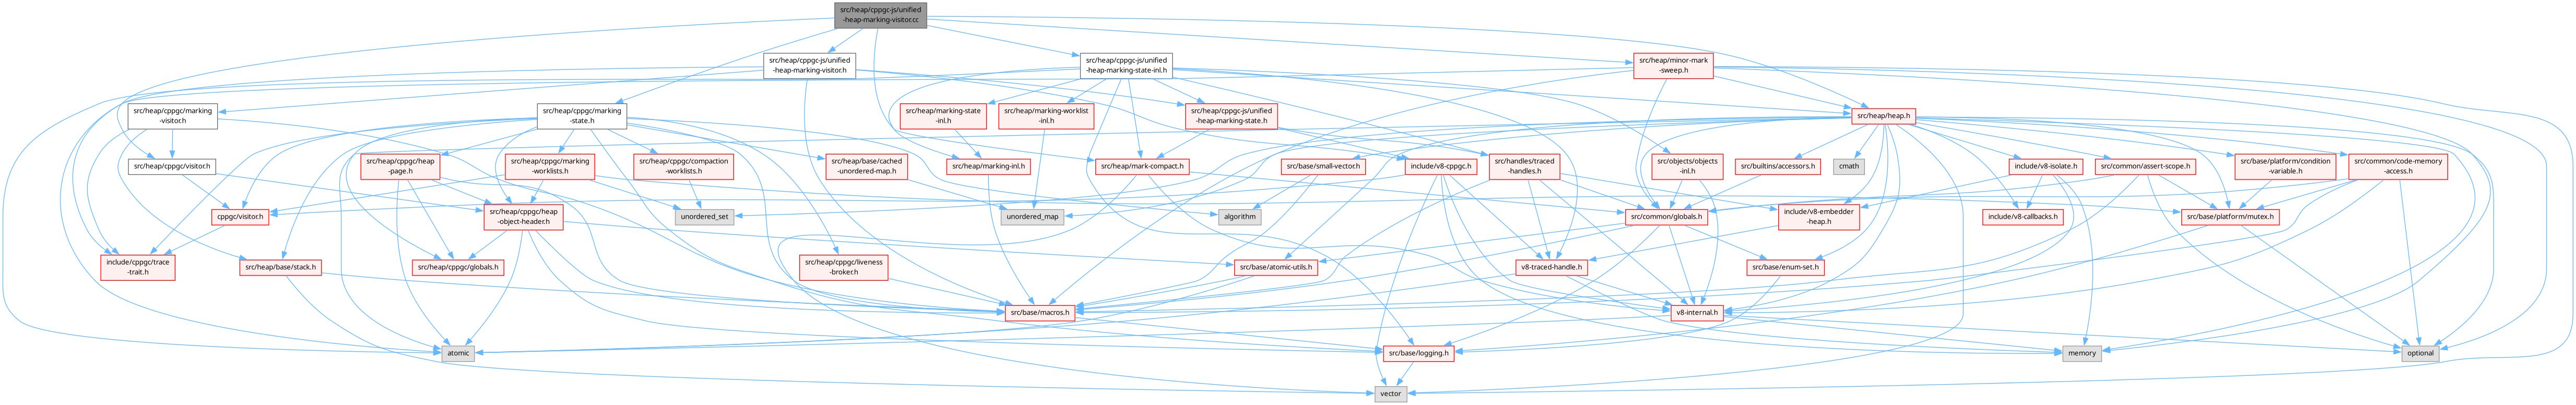 src/heap/cppgc-js/unified
-heap-marking-visitor.cc
src/heap/cppgc-js/unified
-heap-marking-visitor.h
src/heap/cppgc-js/unified
-heap-marking-state-inl.h
src/heap/minor-mark
-sweep.h
src/heap/cppgc/marking
-visitor.h
src/heap/cppgc/marking
-state.h
src/heap/marking-state
-inl.h
src/heap/marking-worklist
-inl.h
src/heap/cppgc-js/unified
-heap-marking-state.h
src/heap/heap.h
src/heap/cppgc/visitor.h
src/heap/cppgc/heap
-page.h
src/heap/cppgc/marking
-worklists.h
src/heap/cppgc/compaction
-worklists.h
src/heap/base/cached
-unordered-map.h
src/heap/marking-inl.h
src/heap/mark-compact.h
src/base/small-vector.h
include/v8-cppgc.h
src/handles/traced
-handles.h
src/objects/objects
-inl.h
src/builtins/accessors.h
cmath
include/v8-isolate.h
src/common/assert-scope.h
src/base/platform/condition
-variable.h
src/common/code-memory
-access.h
cppgc/visitor.h
src/heap/cppgc/heap
-object-header.h
unordered_set
unordered_map
algorithm
src/common/globals.h
include/v8-embedder
-heap.h
include/v8-callbacks.h
src/base/platform/mutex.h
include/cppgc/trace
-trait.h
src/heap/base/stack.h
src/heap/cppgc/globals.h
src/heap/cppgc/liveness
-broker.h
src/base/atomic-utils.h
v8-traced-handle.h
src/base/enum-set.h
src/base/macros.h
v8-internal.h
atomic
src/base/logging.h
memory
optional
vector